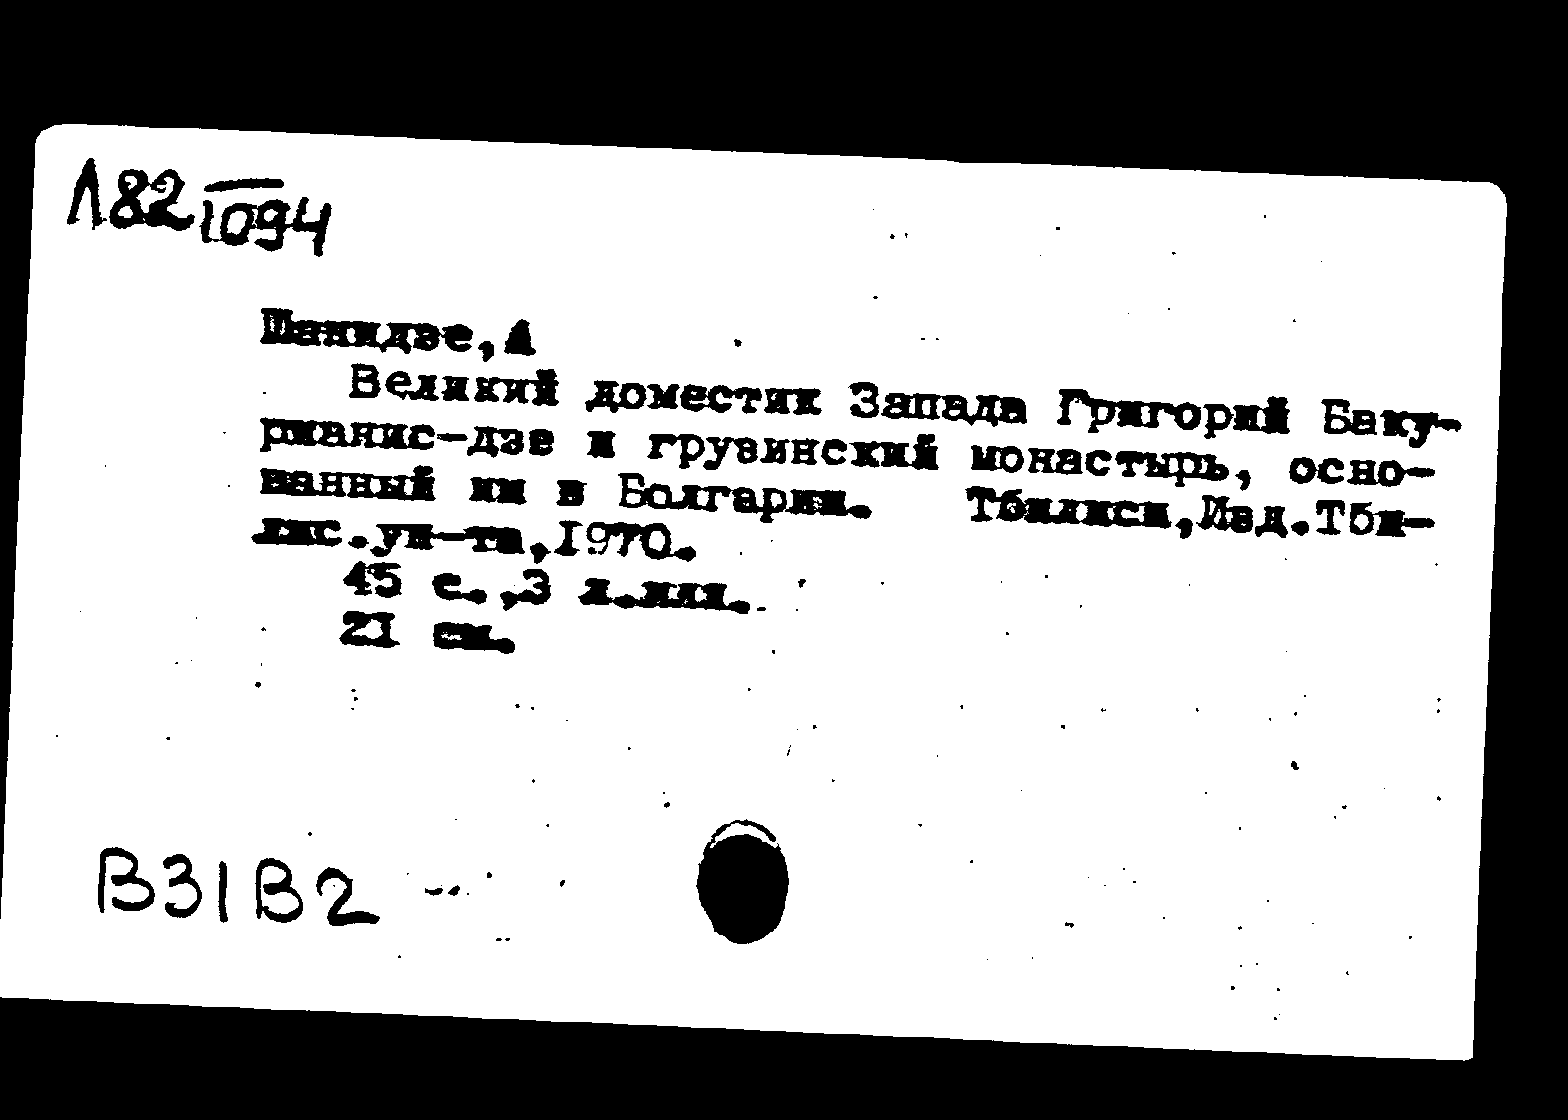 Л82 1094
Шанидзе,А
Великий доместик Запада Григорий Баку-
рианис-дзе и грузинский монастырь, осно-
ванный им в Болгарии. Тбилиси,Изд.Тби-
лис.ун-та,1970.
45 с.,3 л.илл.
21 см.
В31В2